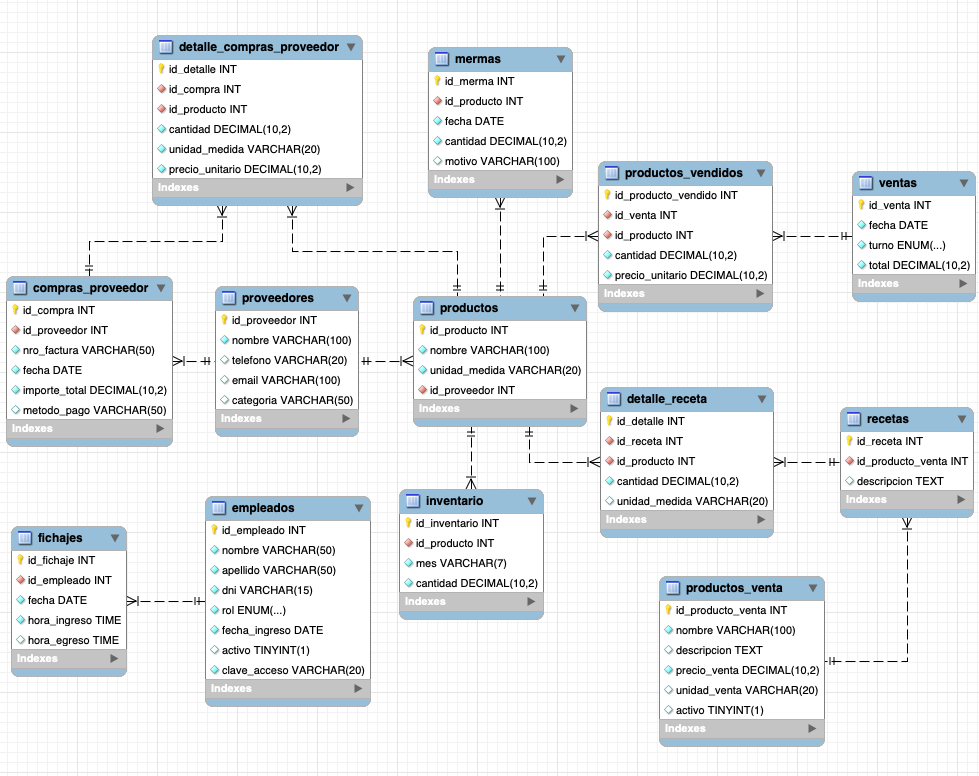 detalle_compras_proveedor
id_detalle INT
id_compra INT
id_producto INT
cantidad DECIMAL(10,2)
unidad_medida VARCHAR(20)
precio_unitario DECIMAL(10,2)
Indexes
mermas
id_merma INT
id_producto INT
fecha DATE
cantidad DECIMAL(10,2)
motivo VARCHAR(100)
Indexes
productos_vendidos
id_producto_vendido INT
id_venta INT
id_producto INT
cantidad DECIMAL(10,2)
precio_unitario DECIMAL(10,2)
Indexes
ventas
id_venta INT
fecha DATE
turno ENUM(...)
total DECIMAL(10,2)
Indexes
compras_proveedor
id_compra INT
id_proveedor INT
nro_factura VARCHAR(50)
fecha DATE
importe_total DECIMAL(10,2)
metodo_pago VARCHAR(50)
Indexes
proveedores
id_proveedor INT
nombre VARCHAR(100)
telefono VARCHAR(20)
email VARCHAR(100)
categoria VARCHAR(50)
Indexes
productos
id_producto INT
nombre VARCHAR(100)
unidad_medida VARCHAR(20)
id_proveedor INT
Indexes
detalle_receta
id_detalle INT
id_receta INT
id_producto INT
cantidad DECIMAL(10,2)
unidad_medida VARCHAR(20)
Indexes
recetas
id_receta INT
id_producto_venta INT
descripcion TEXT
Indexes
fichajes
id_fichaje INT
id_empleado INT
fecha DATE
hora_ingreso TIME
hora_egreso TIME
Indexes
empleados
id_empleado INT
nombre VARCHAR(50)
apellido VARCHAR(50)
dni VARCHAR(15)
rol ENUM(...)
fecha_ingreso DATE
activo TINYINT(1)
clave_acceso VARCHAR(20)
Indexes
inventario
id_inventario INT
id_producto INT
mes VARCHAR(7)
cantidad DECIMAL(10,2)
Indexes
productos_venta
id_producto_venta INT
nombre VARCHAR(100)
descripcion TEXT
precio_venta DECIMAL(10,2)
unidad_venta VARCHAR(20)
activo TINYINT(1)
Indexes